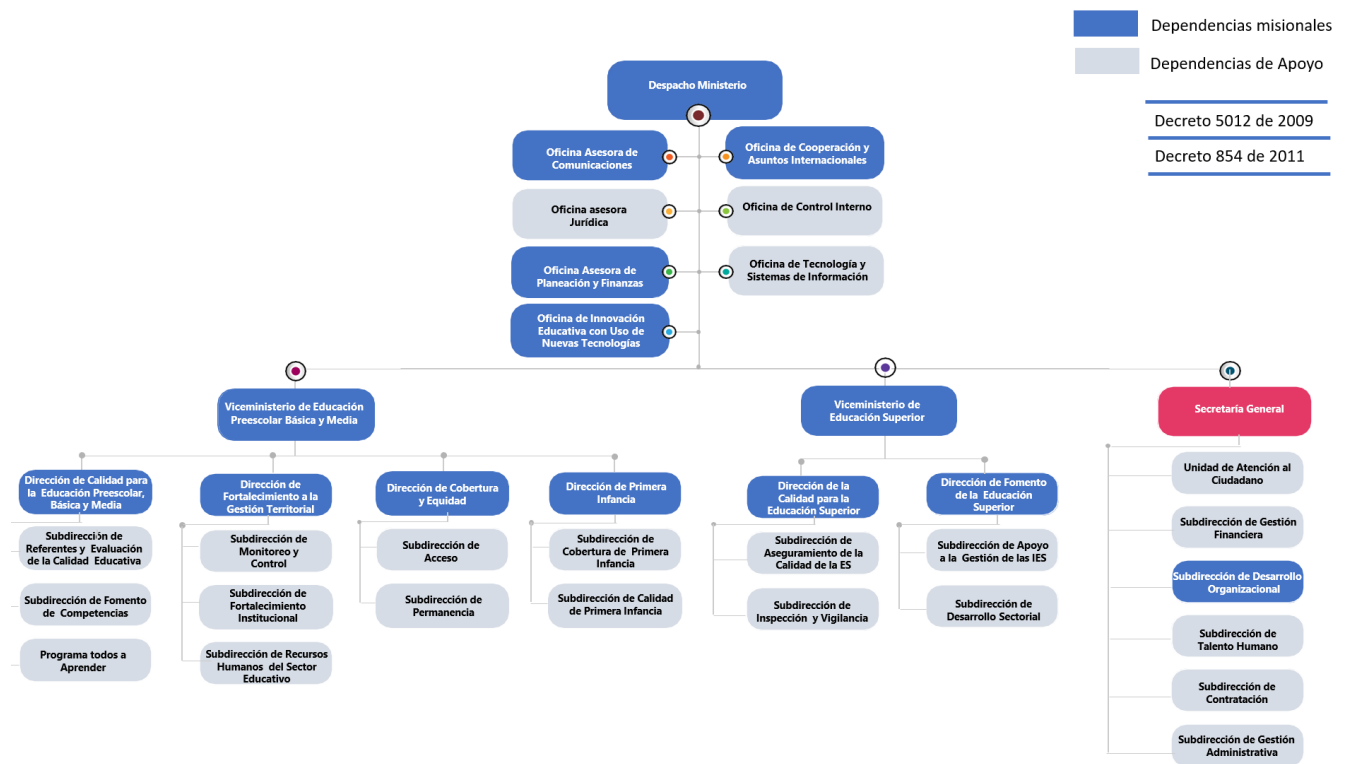 Dependencias misionales
Dependencias de Apoyo
Decreto 5012 de 2009
Decreto 854 de 2011
Despacho Ministerio
Oficina Asesora de
Comunicaciones
Oficina de Cooperación y
Asuntos Internacionales
Oficina asesora
Jurídica
Oficina de Control Interno
Oficina Asesora de
Planeación y Finanzas
Oficina de Tecnología y
Sistemas de Información
Oficina de Innovación
Educativa con Uso de
Nuevas Tecnologías
Viceministerio de Educación
Preescolar Básica y Media
Viceministerio de
Educación Superior
Secretaría General
Dirección de Calidad para
la Educación Preescolar,
Básica y Media
Subdirección de
Referentes y Evaluación
de la Calidad Educativa
Subdirección de Fomento
de Competencias
Programa todos a
Aprender
Dirección de
Fortalecimiento a la
Gestión Territorial
Subdirección de
Monitoreo y
Control
Subdirección de
Fortalecimiento
Institucional
Subdirección de Recursos
Humanos del Sector
Educativo
Dirección de Cobertura
y Equidad
Subdirección de
Acceso
Subdirección de
Permanencia
Dirección de Primera
Infancia
Subdirección de
Cobertura de Primera
Infancia
Subdirección de Calidad
de Primera Infancia
Dirección de la
Calidad para la
Educación Superior
Subdirección de
Aseguramiento de la
Calidad de la ES
Subdirección de
Inspección y Vigilancia
Dirección de Fomento
de la Educación
Superior
Subdirección de Apoyo
a la Gestión de las IES
Subdirección de
Desarrollo Sectorial
Unidad de Atención al
Ciudadano
Subdirección de Gestión
Financiera
Subdirección de Desarrollo
Organizacional
Subdirección de
Talento Humano
Subdirección de
Contratación
Subdirección de Gestión
Administrativa